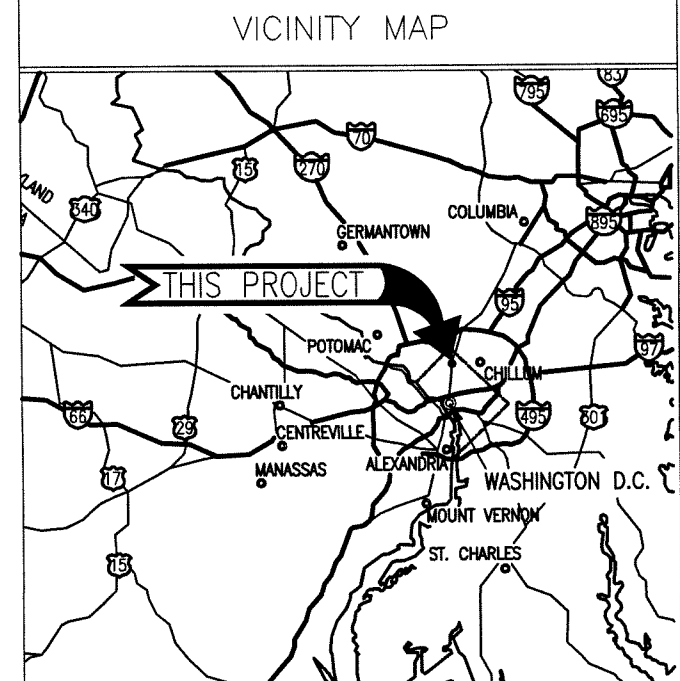 VICINITY MAP
83
795
695
70
15
270
LAND
340
COLUMBIA
895
GERMANTOWN
THIS PROJECT
95
POTOMAC
97
CHILLUM
CHANTILLY
66
29
495
301
CENTREVILLE
ALEXANDRIA
MANASSAS
17
WASHINGTON D.C.
MOUNT VERNON
ST. CHARLES
15